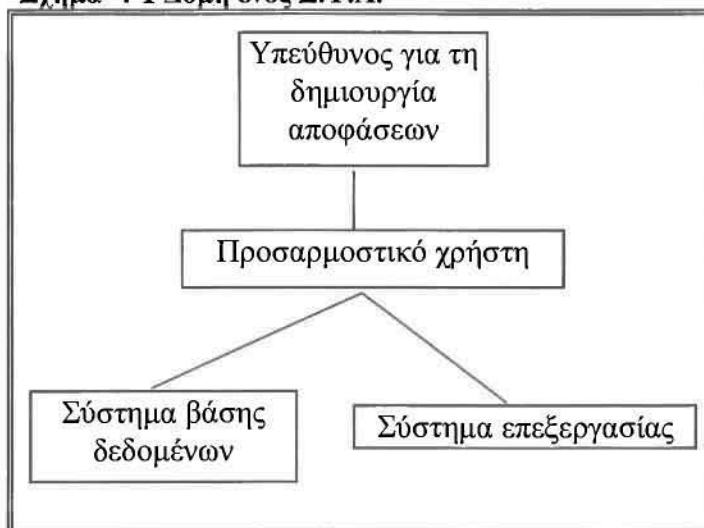 Υπεύθυνος για τη
δημιουργία
αποφάσεων
Προσαρμοστικό χρήστη
Σύστημα βάσης
δεδομένων
Σύστημα επεξεργασίας